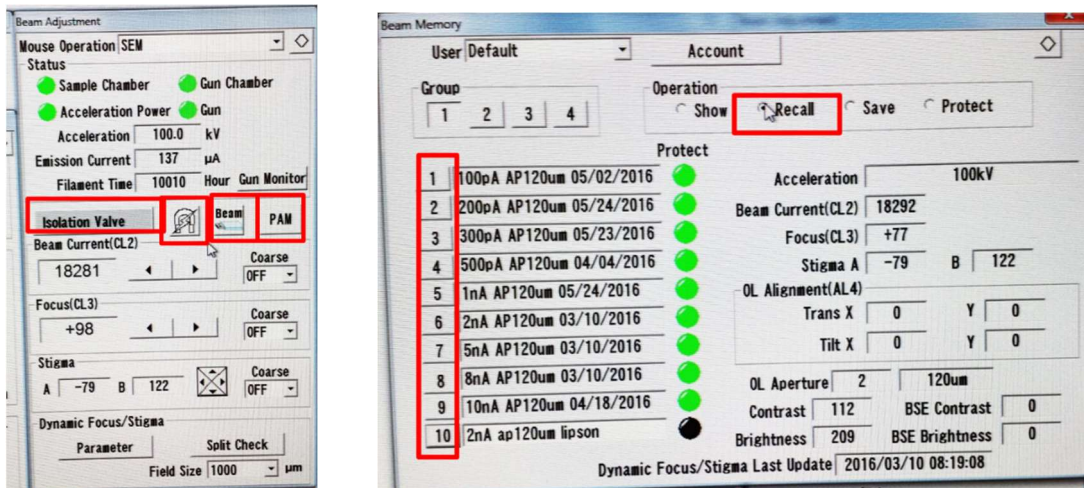 Beam Adjustment
Mouse Operation SEM
Status
Sample Chamber Gun Chamber
Acceleration Power Gun
Acceleration 100.0 kV
Emission Current 137 μA
Filament Time 10010 Hour Gun Monitor
Isolation Valve Beam PAM
Beam Current(CL2)
18281 Coarse OFF
Focus(CL3)
+98 Coarse OFF
Stigma
A -79 B 122 Coarse OFF
Dynamic Focus/Stigma
Parameter Split Check
Field Size 1000 μm
Beam Memory
User Default Account
Group
1 2 3 4
Operation
Show Recall Save Protect
Protect
1 100pA AP120um 05/02/2016
2 200pA AP120um 05/24/2016
3 300pA AP120um 05/23/2016
4 500pA AP120um 04/04/2016
5 1nA AP120um 05/24/2016
6 2nA AP120um 03/10/2016
7 5nA AP120um 03/10/2016
8 8nA AP120um 03/10/2016
9 10nA AP120um 04/18/2016
10 2nA ap120um lipson
Acceleration 100kV
Beam Current(CL2) 18292
Focus(CL3) +77
Stigma A -79 B 122
OL Alignment(AL4)
Trans X 0 Y 0
Tilt X 0 Y 0
OL Aperture 2 120um
Contrast 112 BSE Contrast 0
Brightness 209 BSE Brightness 0
Dynamic Focus/Stigma Last Update 2016/03/10 08:19:08